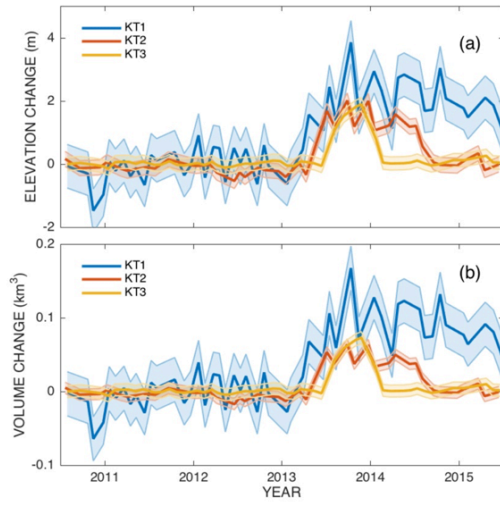 ELEVATION CHANGE (m)
4
2
0
-2
KT1
KT2
KT3
(a)
VOLUME CHANGE (km³)
0.2
0.1
0
-0.1
KT1
KT2
KT3
(b)
2011 2012 2013 2014 2015
YEAR